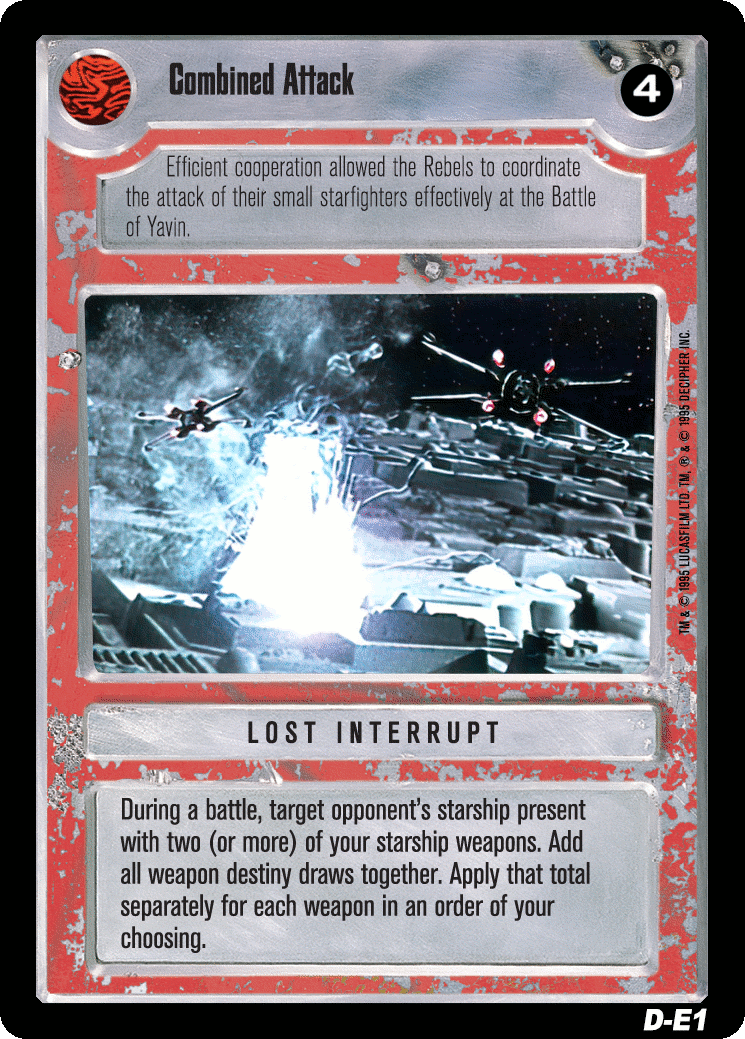 Combined Attack
4
Efficient cooperation allowed the Rebels to coordinate
the attack of their small starfighters effectively at the Battle
of Yavin.
TM & © 1995 LUCASFILM LTD. TM, ® & © 1995 DECIPHER INC.
LOST INTERRUPT
During a battle, target opponent's starship present
with two (or more) of your starship weapons. Add
all weapon destiny draws together. Apply that total
separately for each weapon in an order of your
choosing.
D-E1